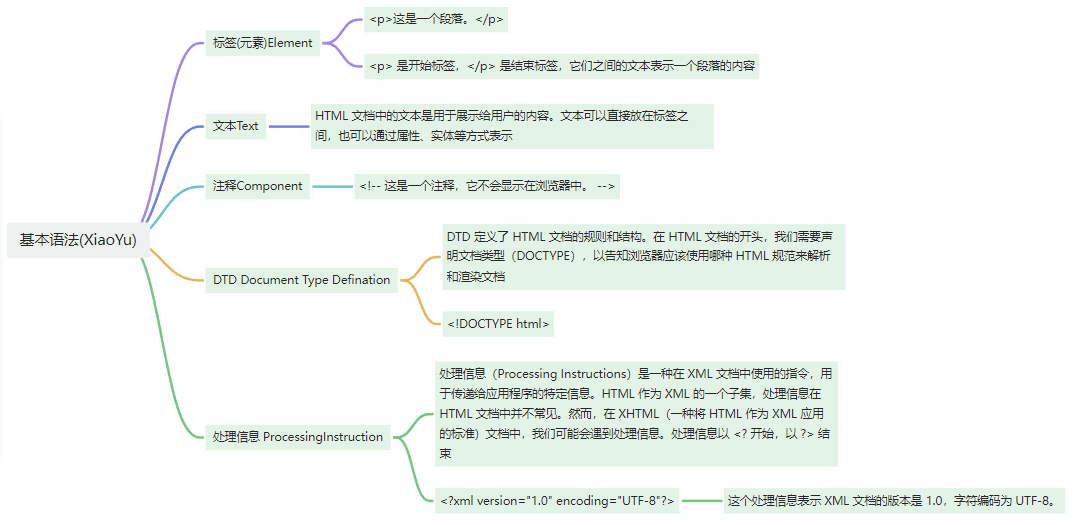 基本语法(XiaoYu)
标签(元素)Element
<p>这是一个段落。</p>
<p> 是开始标签，</p> 是结束标签，它们之间的文本表示一个段落的内容
文本Text
HTML 文档中的文本是用于展示给用户的内容。文本可以直接放在标签之
间，也可以通过属性、实体等方式表示
注释Component
<!-- 这是一个注释，它不会显示在浏览器中。 -->
DTD Document Type Defination
DTD 定义了 HTML 文档的规则和结构。在 HTML 文档的开头，我们需要声
明文档类型（DOCTYPE），以告知浏览器应该使用哪种 HTML 规范来解析
和渲染文档
<!DOCTYPE html>
处理信息 ProcessingInstruction
处理信息（Processing Instructions）是一种在 XML 文档中使用的指令，用
于传递给应用程序的特定信息。HTML 作为 XML 的一个子集，处理信息在
HTML 文档中并不常见。然而，在 XHTML（一种将 HTML 作为 XML 应用
的标准）文档中，我们可能会遇到处理信息。处理信息以 <? 开始，以 ?> 结
束
<?xml version="1.0" encoding="UTF-8"?>
这个处理信息表示 XML 文档的版本是 1.0，字符编码为 UTF-8。